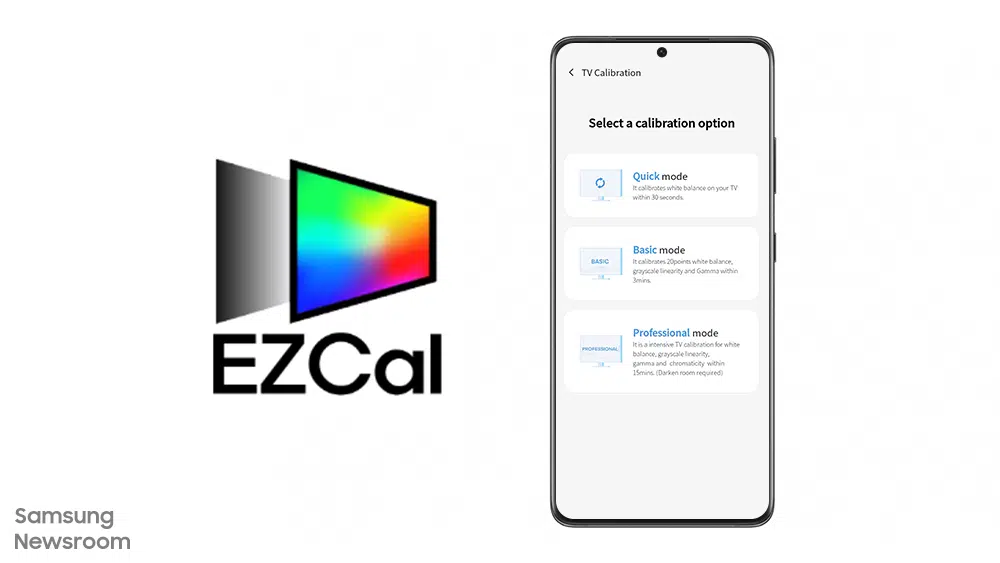 EZCal
TV Calibration
Select a calibration option
Quick mode
It calibrates white balance on your TV
within 30 seconds.
BASIC
Basic mode
It calibrates 20points white balance,
grayscale linearity and Gamma within
3mins.
PROFESSIONAL
Professional mode
It is a intensive TV calibration for white
balance, grayscale linearity,
gamma and chromaticity within
15mins. (Darken room required)
Samsung
Newsroom